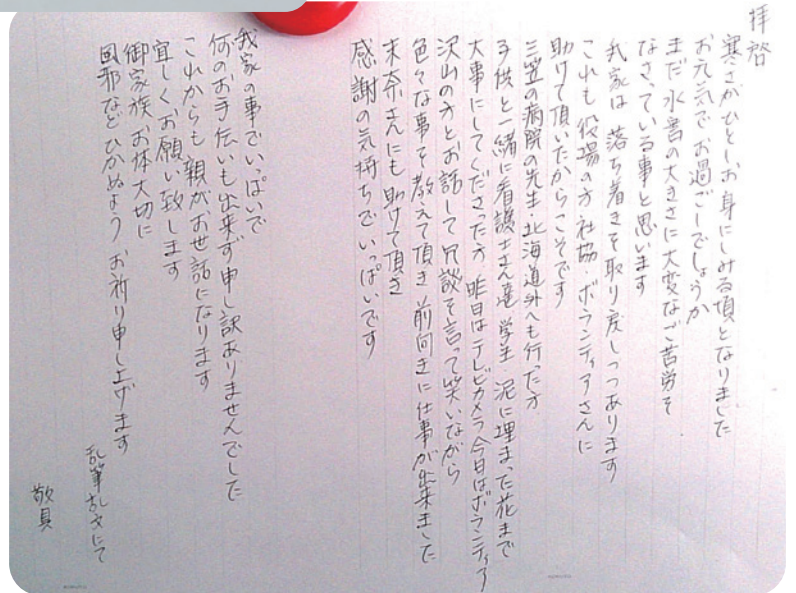 拝啓
寒さがひとしお身にしみる頃となりました
お元気でお過ごしでしょうか
まだ水害の大きさに大変なご苦労を
なさっている事と思います
我家は落ち着きを取り戻しつつあります
これも役場の方、社協・ボランティアさんに
助けて頂いたからこそです
三笠の病院の先生・北海道外へも行った方
子供と一緒に看護士さん達、学生・泥に埋まった花まで
大事にしてくださった方、昨日はテレビカメラ今日はボランティア
沢山の方とお話して冗談を言って笑いながら
色々な事を教えて頂き前向きに仕事が出来ました
末奈さんにも助けて頂き
感謝の気持ちでいっぱいです
我家の事でいっぱいで
何のお手伝いも出来ず申し訳ありませんでした
これからも親がお世話になります
宜しくお願い致します
御家族お体大切に
風邪などひかぬようお祈り申し上げます
乱筆乱文にて
敬具